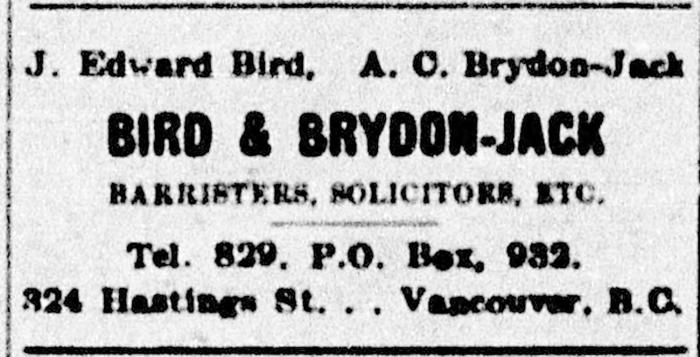 J. Edward Bird, A. C. Brydon-Jack
BIRD & BRYDON-JACK
BARRISTERS, SOLICITORS, ETC.
Tel. 829. P.O. Box, 932.
324 Hastings St. . . Vancouver, B.C.